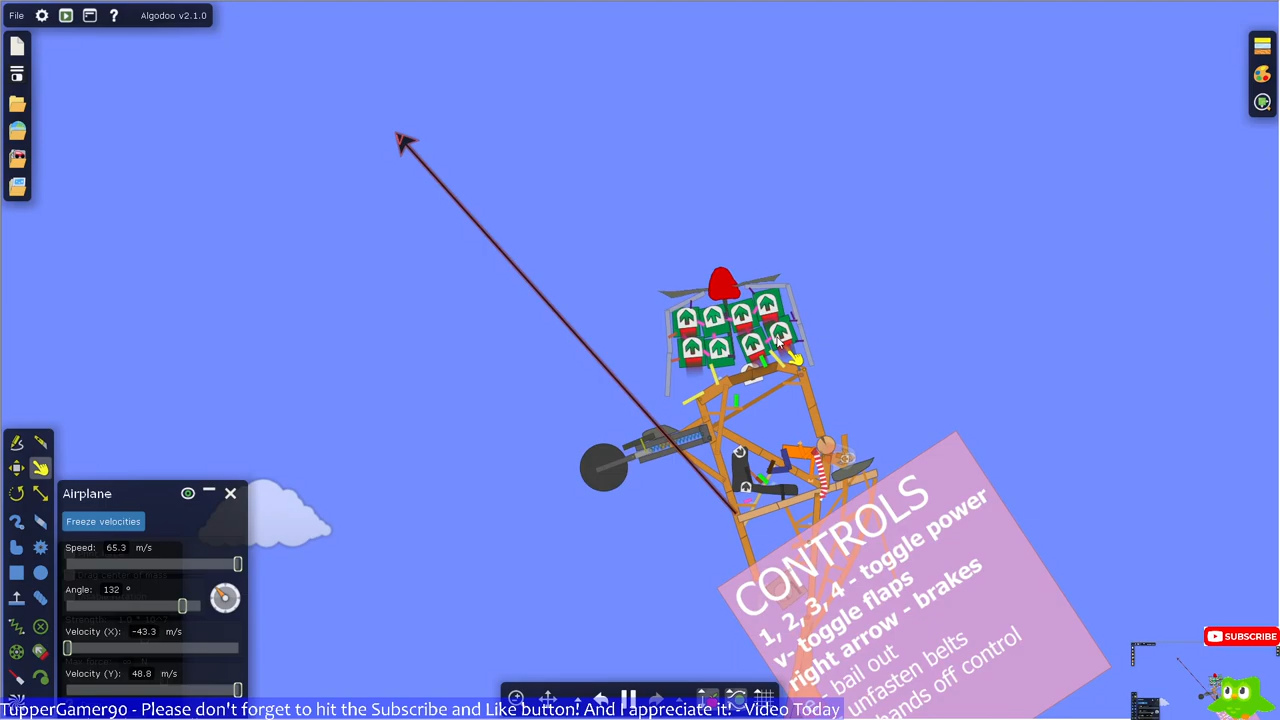 File
Algodoo v2.1.0
Airplane
Freeze velocities
Speed: 65.3 m/s
Angle: 132 °
Velocity (X): -43.3 m/s
Velocity (Y): 48.8 m/s
CONTROLS
1, 2, 3, 4 - toggle power
v- toggle flaps
right arrow - brakes
bail out
unfasten belts
hands off control
SUBSCRIBE
TupperGamer90 - Please don't forget to hit the Subscribe and Like button! And I appreciate it! - Video Today